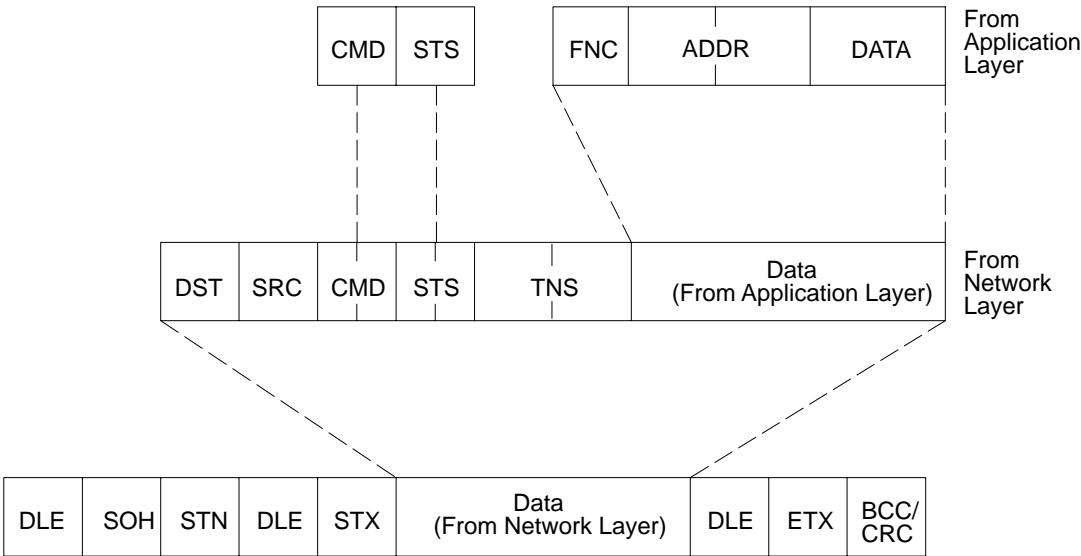 CMD STS FNC ADDR DATA
From
Application
Layer
DST SRC CMD STS TNS
Data
(From Application Layer)
From
Network
Layer
DLE SOH STN DLE STX
Data
(From Network Layer)
DLE ETX
BCC/
CRC